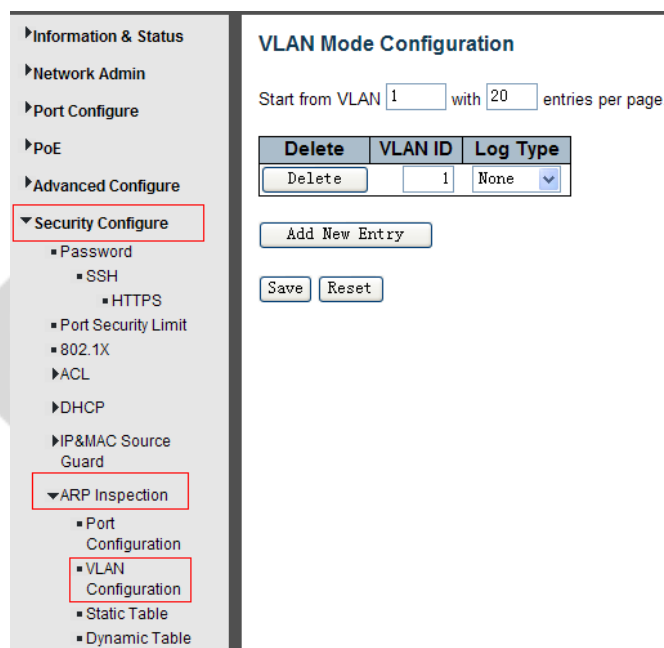 Information & Status
Network Admin
Port Configure
PoE
Advanced Configure
Security Configure
Password
SSH
HTTPS
Port Security Limit
802.1X
ACL
DHCP
IP&MAC Source
Guard
ARP Inspection
Port
Configuration
VLAN
Configuration
Static Table
Dynamic Table
VLAN Mode Configuration
Start from VLAN 1 with 20 entries per page
Delete VLAN ID Log Type
Delete 1 None
Add New Entry
Save Reset